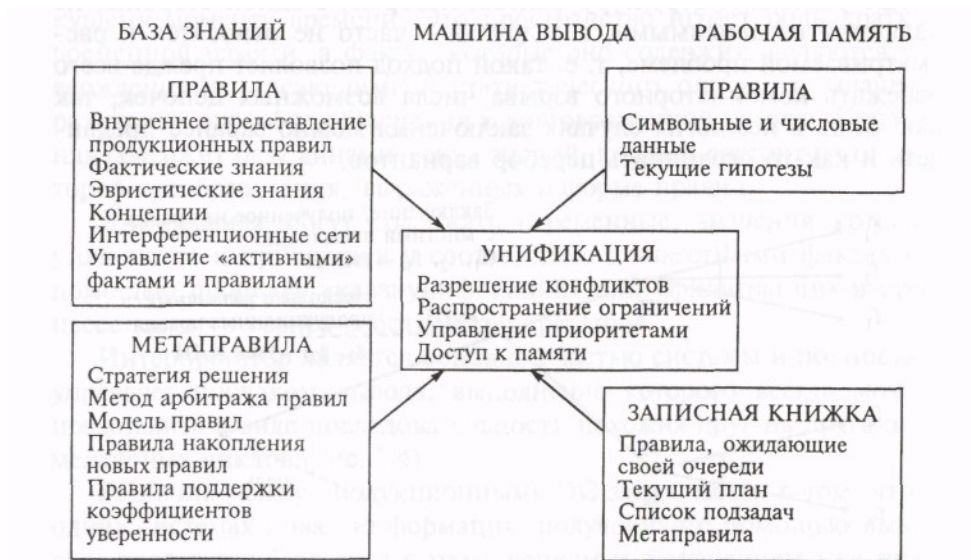 БАЗА ЗНАНИЙ
МАШИНА ВЫВОДА
РАБОЧАЯ ПАМЯТЬ
ПРАВИЛА
Внутреннее представление
продукционных правил
Фактические знания
Эвристические знания
Концепции
Интерференционные сети
Управление «активными»
фактами и правилами
ПРАВИЛА
Символьные и числовые
данные
Текущие гипотезы
УНИФИКАЦИЯ
Разрешение конфликтов
Распространение ограничений
Управление приоритетами
Доступ к памяти
МЕТАПРАВИЛА
Стратегия решения
Метод арбитража правил
Модель правил
Правила накопления
новых правил
Правила поддержки
коэффициентов
уверенности
ЗАПИСНАЯ КНИЖКА
Правила , ожидающие
своей очереди
Текущий план
Список подзадач
Метаправила